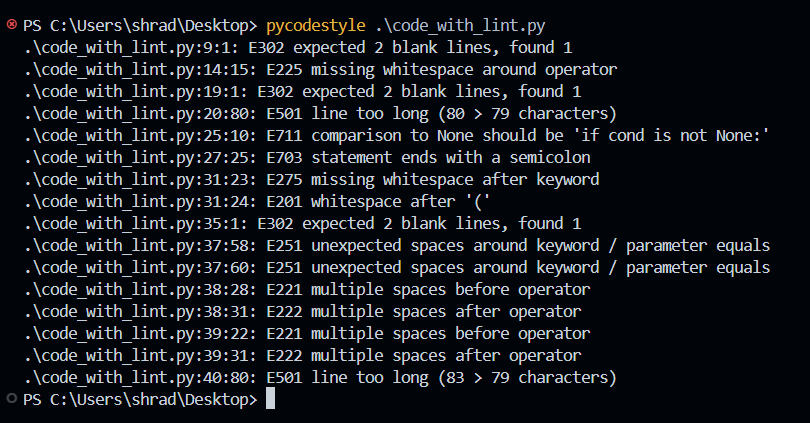 PS C:\Users\shrad\Desktop> pycodestyle .\code_with_lint.py
.\code_with_lint.py:9:1: E302 expected 2 blank lines, found 1
.\code_with_lint.py:14:15: E225 missing whitespace around operator
.\code_with_lint.py:19:1: E302 expected 2 blank lines, found 1
.\code_with_lint.py:20:80: E501 line too long (80 > 79 characters)
.\code_with_lint.py:25:10: E711 comparison to None should be 'if cond is not None:'
.\code_with_lint.py:27:25: E703 statement ends with a semicolon
.\code_with_lint.py:31:23: E275 missing whitespace after keyword
.\code_with_lint.py:31:24: E201 whitespace after '('
.\code_with_lint.py:35:1: E302 expected 2 blank lines, found 1
.\code_with_lint.py:37:58: E251 unexpected spaces around keyword / parameter equals
.\code_with_lint.py:37:60: E251 unexpected spaces around keyword / parameter equals
.\code_with_lint.py:38:28: E221 multiple spaces before operator
.\code_with_lint.py:38:31: E222 multiple spaces after operator
.\code_with_lint.py:39:22: E221 multiple spaces before operator
.\code_with_lint.py:39:31: E222 multiple spaces after operator
.\code_with_lint.py:40:80: E501 line too long (83 > 79 characters)
PS C:\Users\shrad\Desktop>